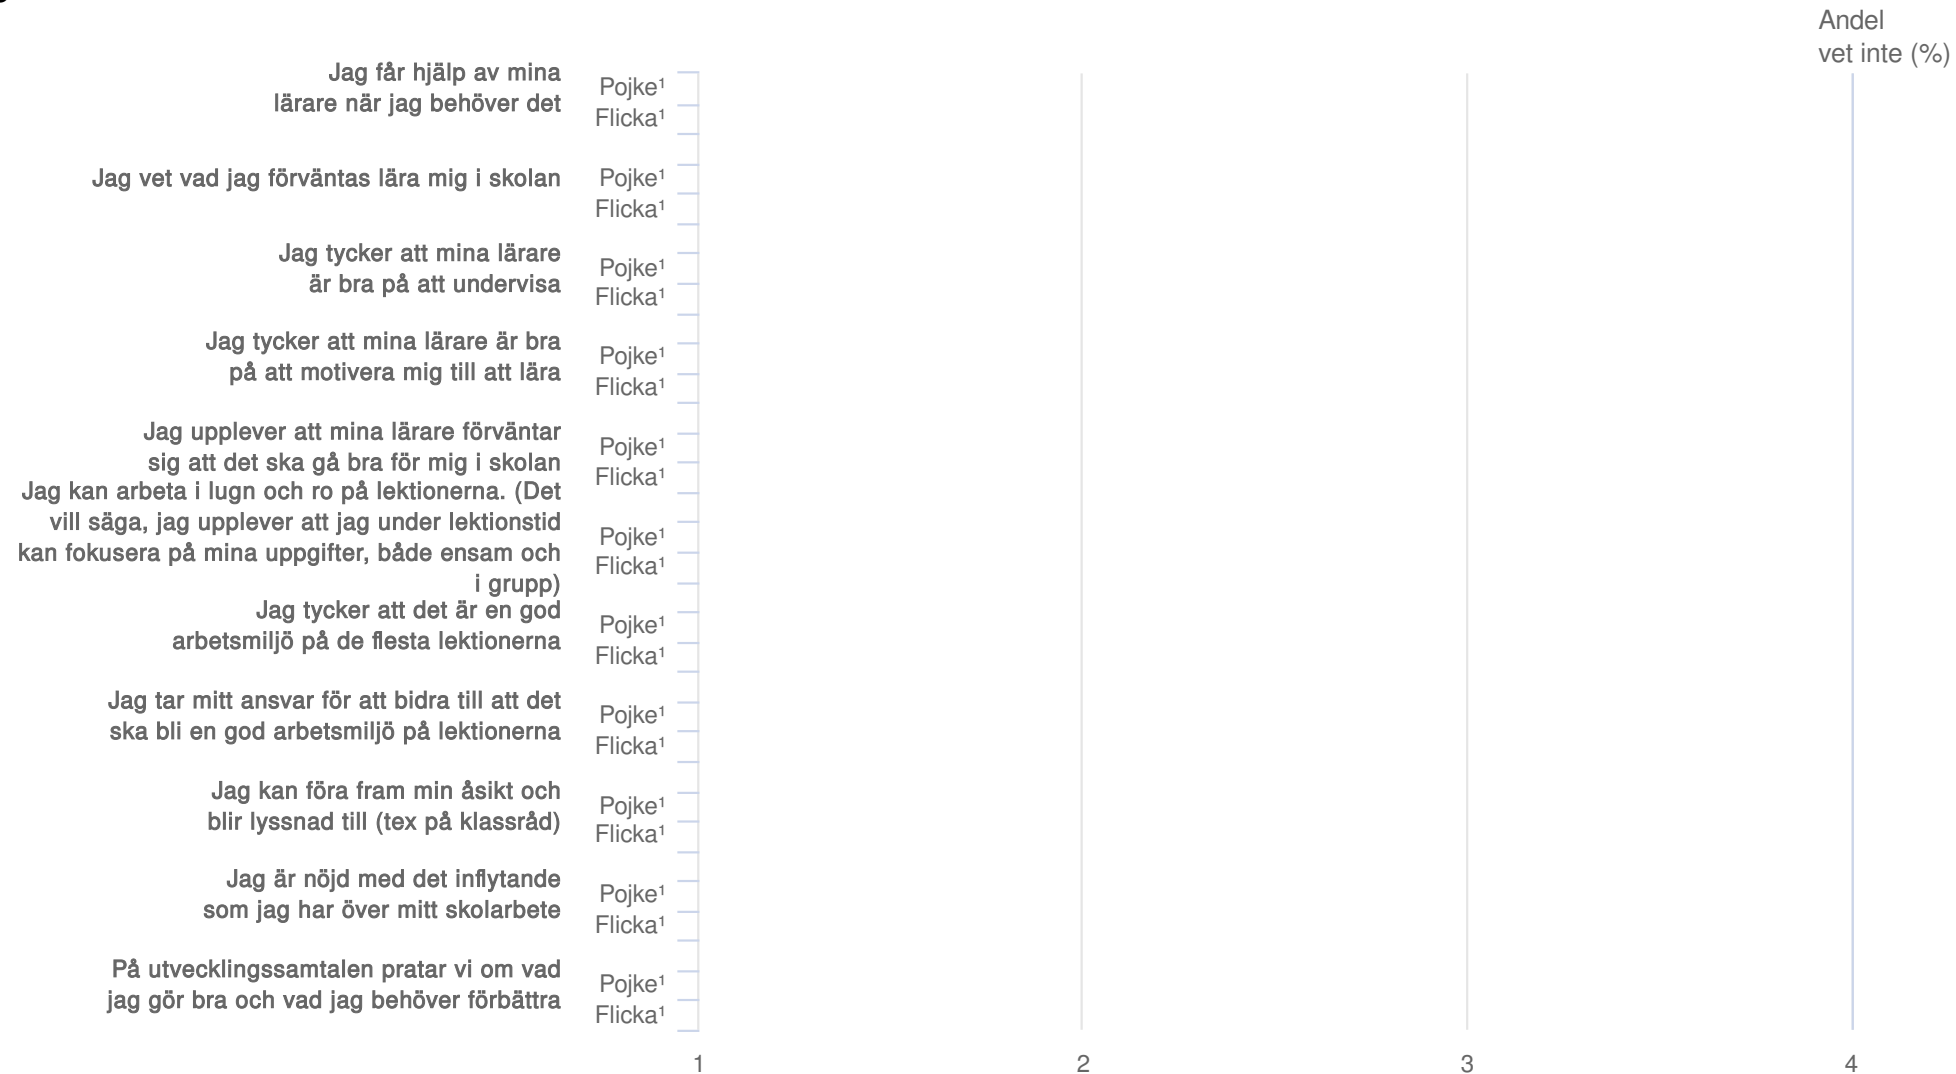 Andel
vet inte (%)
Jag får hjälp av mina
lärare när jag behöver det
Pojke¹
Flicka¹
Jag vet vad jag förväntas lära mig i skolan
Pojke¹
Flicka¹
Jag tycker att mina lärare
är bra på att undervisa
Pojke¹
Flicka¹
Jag tycker att mina lärare är bra
på att motivera mig till att lära
Pojke¹
Flicka¹
Jag upplever att mina lärare förväntar
sig att det ska gå bra för mig i skolan
Pojke¹
Flicka¹
Jag kan arbeta i lugn och ro på lektionerna. (Det
vill säga, jag upplever att jag under lektionstid
kan fokusera på mina uppgifter, både ensam och
i grupp)
Pojke¹
Flicka¹
Jag tycker att det är en god
arbetsmiljö på de flesta lektionerna
Pojke¹
Flicka¹
Jag tar mitt ansvar för att bidra till att det
ska bli en god arbetsmiljö på lektionerna
Pojke¹
Flicka¹
Jag kan föra fram min åsikt och
blir lyssnad till (tex på klassråd)
Pojke¹
Flicka¹
Jag är nöjd med det inflytande
som jag har över mitt skolarbete
Pojke¹
Flicka¹
På utvecklingssamtalen pratar vi om vad
jag gör bra och vad jag behöver förbättra
Pojke¹
Flicka¹
1 2 3 4